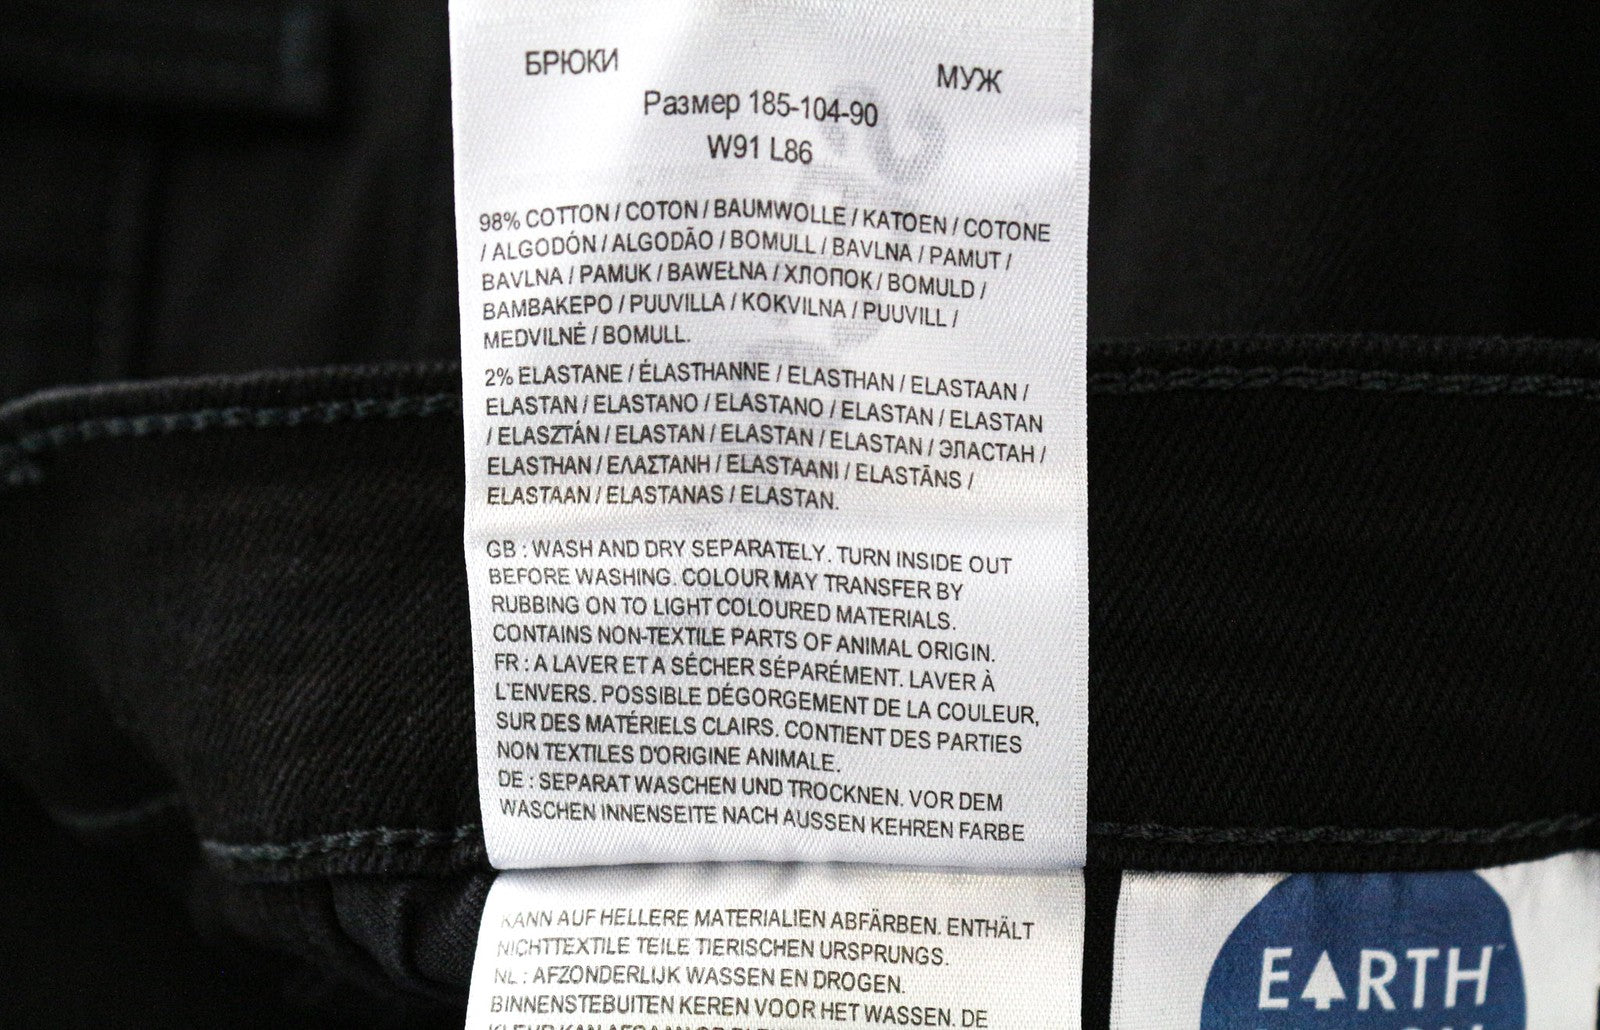 БРЮКИ
МУЖ
Размер 185-104-90
W91 L86
98% COTTON / COTON / BAUMWOLLE / KATOEN / COTONE
/ ALGODÓN / ALGODÃO / BOMULL / BAVLNA / PAMUT /
BAVLNA / PAMUK / BAWEŁNA / ХЛОПОК / BOMULD /
ΒΑΜΒΑΚΕΡΟ / PUUVILLA / KOKVILNA / PUUVILL /
MEDVILNĖ / BOMULL.
2% ELASTANE / ÉLASTHANNE / ELASTHAN / ELASTAAN /
ELASTAN / ELASTANO / ELASTANO / ELASTAN / ELASTAN
/ ELASZTÁN / ELASTAN / ELASTAN / ELASTAN / ЭЛАСТАН /
ELASTHAN / ΕΛΑΣΤΑΝΗ / ELASTAANI / ELASTĀNS /
ELASTAAN / ELASTANAS / ELASTAN.
GB : WASH AND DRY SEPARATELY. TURN INSIDE OUT
BEFORE WASHING. COLOUR MAY TRANSFER BY
RUBBING ON TO LIGHT COLOURED MATERIALS.
CONTAINS NON-TEXTILE PARTS OF ANIMAL ORIGIN.
FR : A LAVER ET A SÉCHER SÉPARÉMENT. LAVER À
L'ENVERS. POSSIBLE DÉGORGEMENT DE LA COULEUR,
SUR DES MATÉRIELS CLAIRS. CONTIENT DES PARTIES
NON TEXTILES D'ORIGINE ANIMALE.
DE : SEPARAT WASCHEN UND TROCKNEN. VOR DEM
WASCHEN INNENSEITE NACH AUSSEN KEHREN FARBE
KANN AUF HELLERE MATERIALIEN ABFÄRBEN. ENTHÄLT
NICHTTEXTILE TEILE TIERISCHEN URSPRUNGS.
NL : AFZONDERLIJK WASSEN EN DROGEN.
BINNENSTEBUITEN KEREN VOOR HET WASSEN. DE
EARTH™